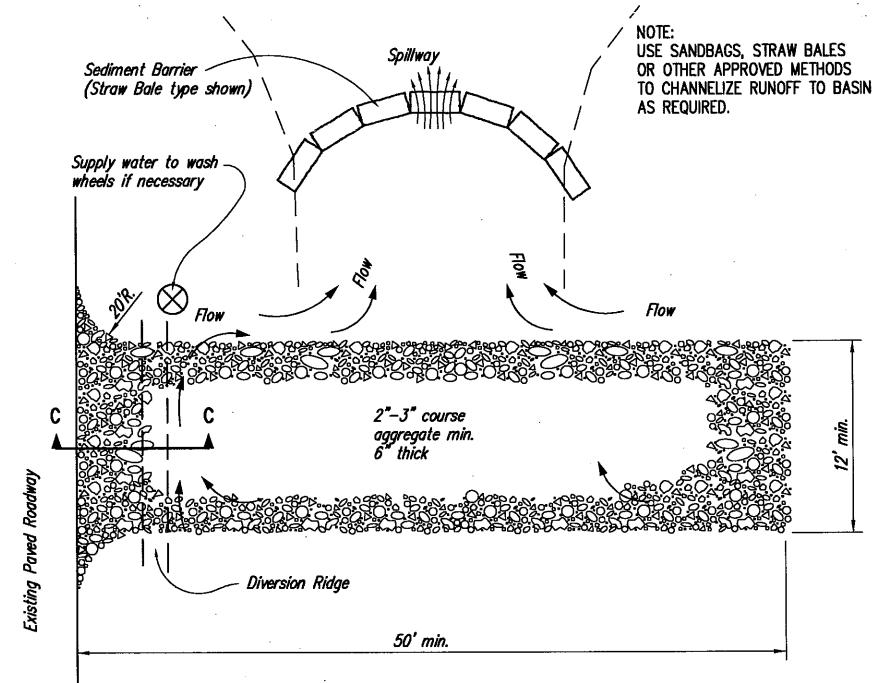 NOTE:
USE SANDBAGS, STRAW BALES
OR OTHER APPROVED METHODS
TO CHANNELIZE RUNOFF TO BASIN
AS REQUIRED.
Spillway
Sediment Barrier
(Straw Bale type shown)
Supply water to wash
wheels if necessary
Flow
Flow
20'R.
Flow
Flow
C
C
2"-3" course
aggregate min.
6" thick
12' min.
Existing Paved Roadway
Diversion Ridge
50' min.